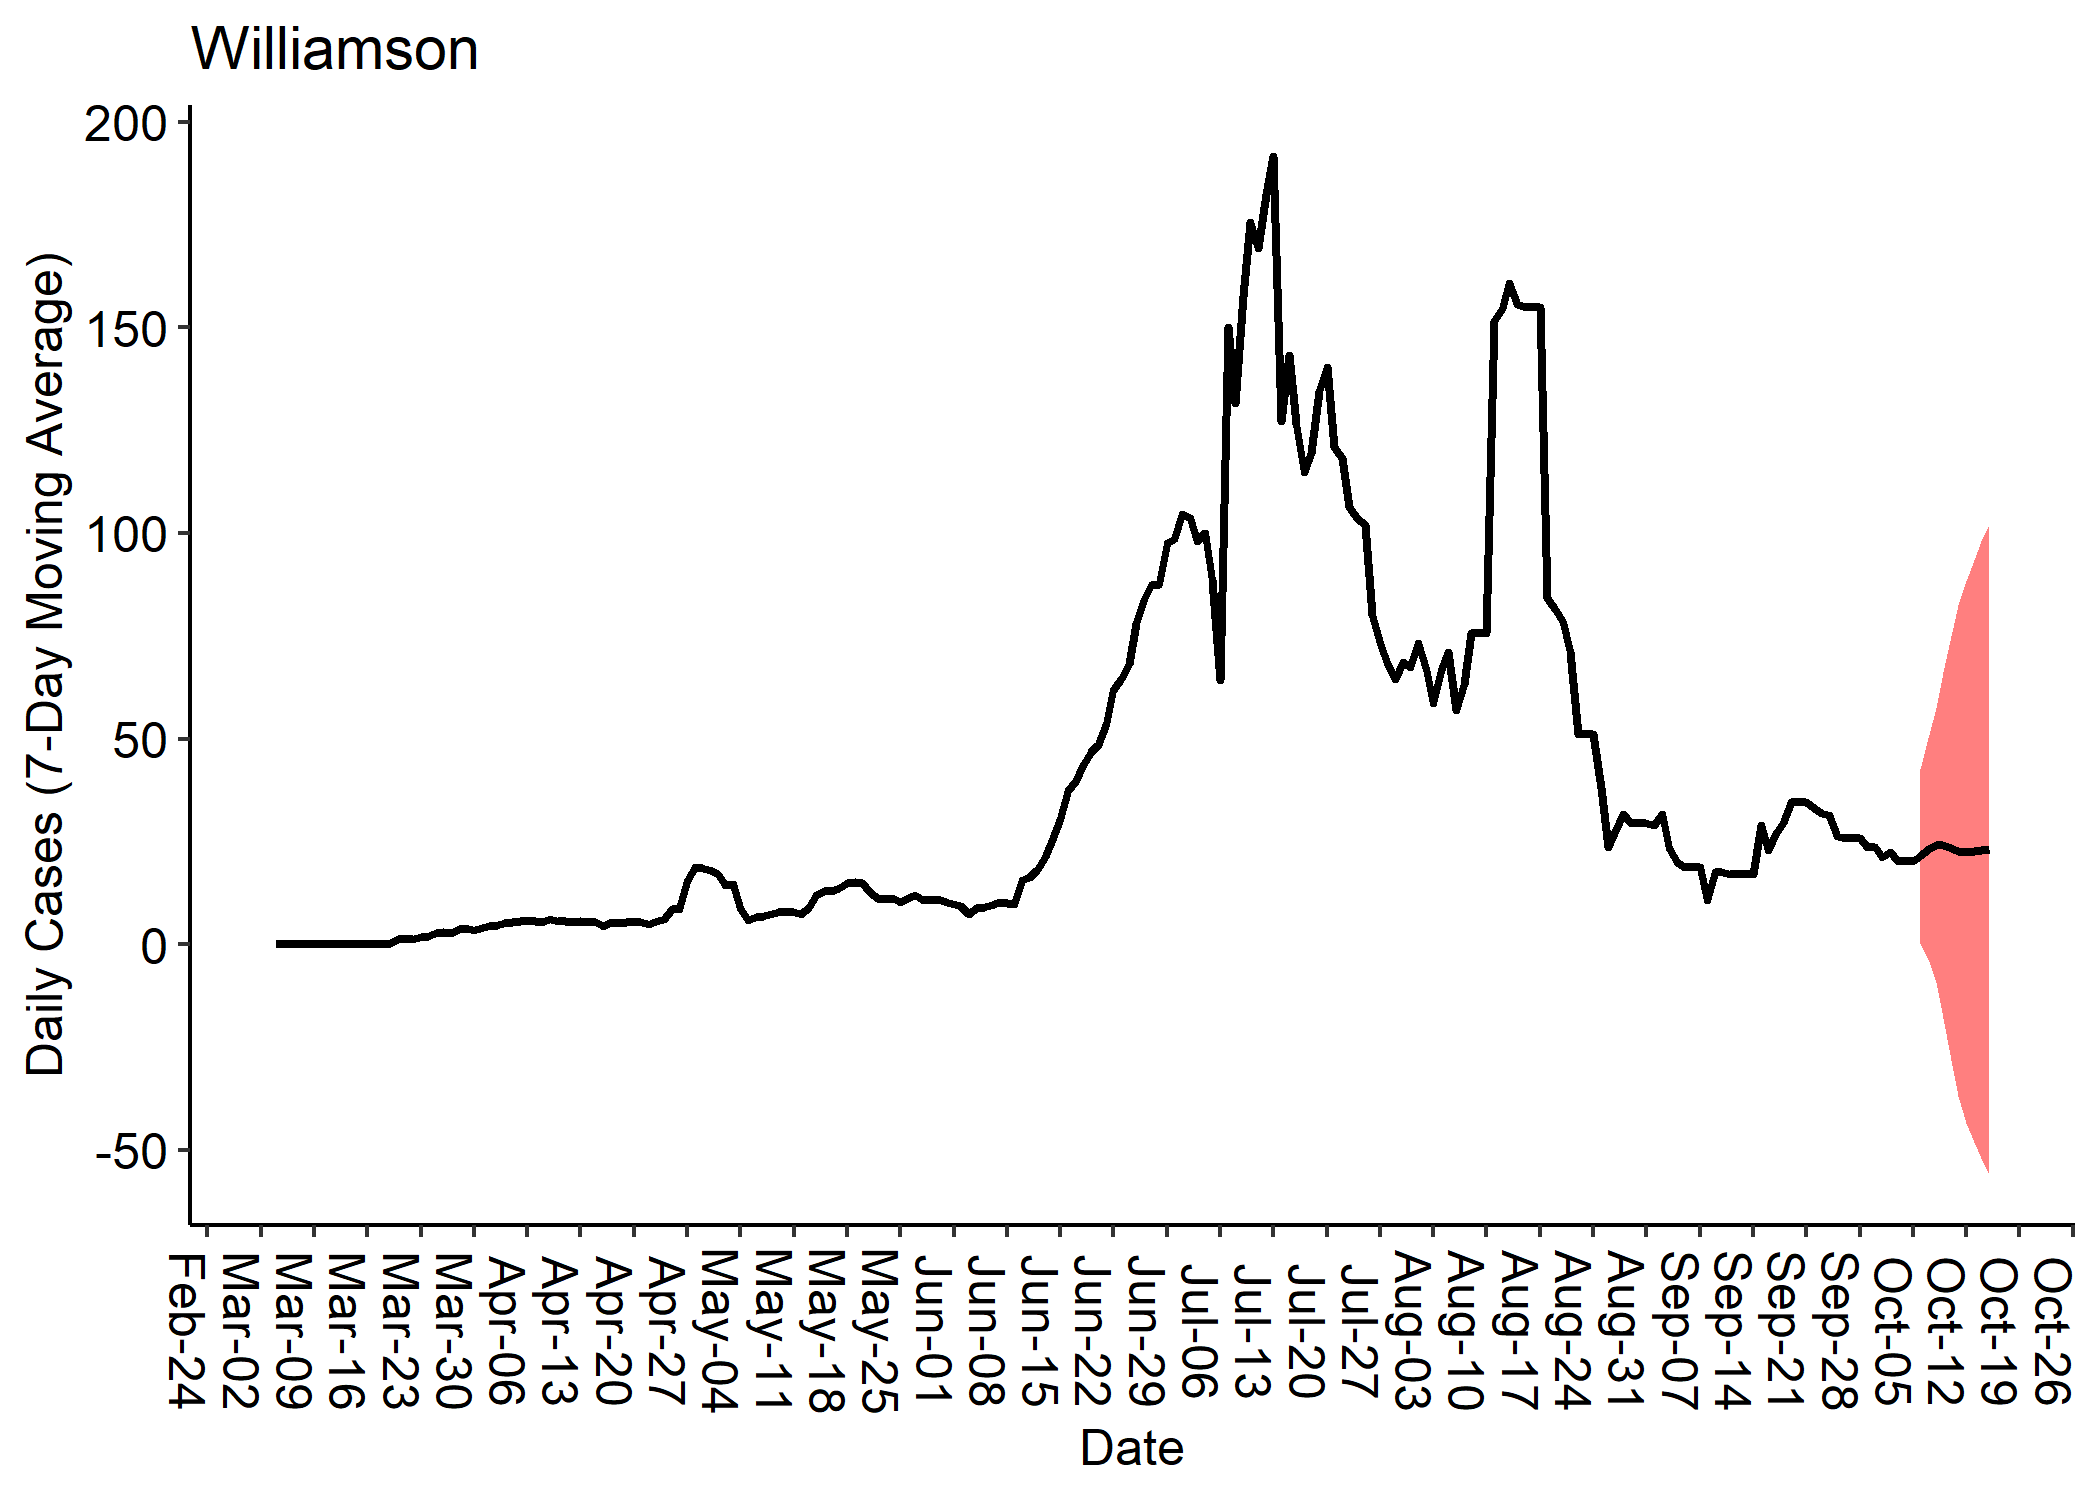 Williamson
Daily Cases (7-Day Moving Average)
200
150
100
50
0
-50
Feb-24
Mar-02
Mar-09
Mar-16
Mar-23
Mar-30
Apr-06
Apr-13
Apr-20
Apr-27
May-04
May-11
May-18
May-25
Jun-01
Jun-08
Jun-15
Jun-22
Jun-29
Jul-06
Jul-13
Jul-20
Jul-27
Aug-03
Aug-10
Aug-17
Aug-24
Aug-31
Sep-07
Sep-14
Sep-21
Sep-28
Oct-05
Oct-12
Oct-19
Oct-26
Date